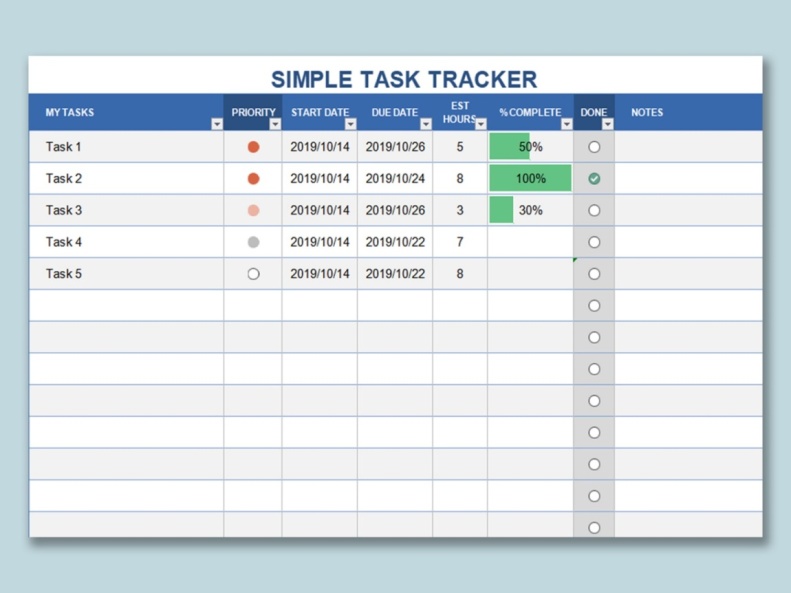 SIMPLE TASK TRACKER
MY TASKS PRIORITY START DATE DUE DATE EST HOURS % COMPLETE DONE NOTES
Task 1 2019/10/14 2019/10/26 5 50%
Task 2 2019/10/14 2019/10/24 8 100%
Task 3 2019/10/14 2019/10/26 3 30%
Task 4 2019/10/14 2019/10/22 7
Task 5 2019/10/14 2019/10/22 8